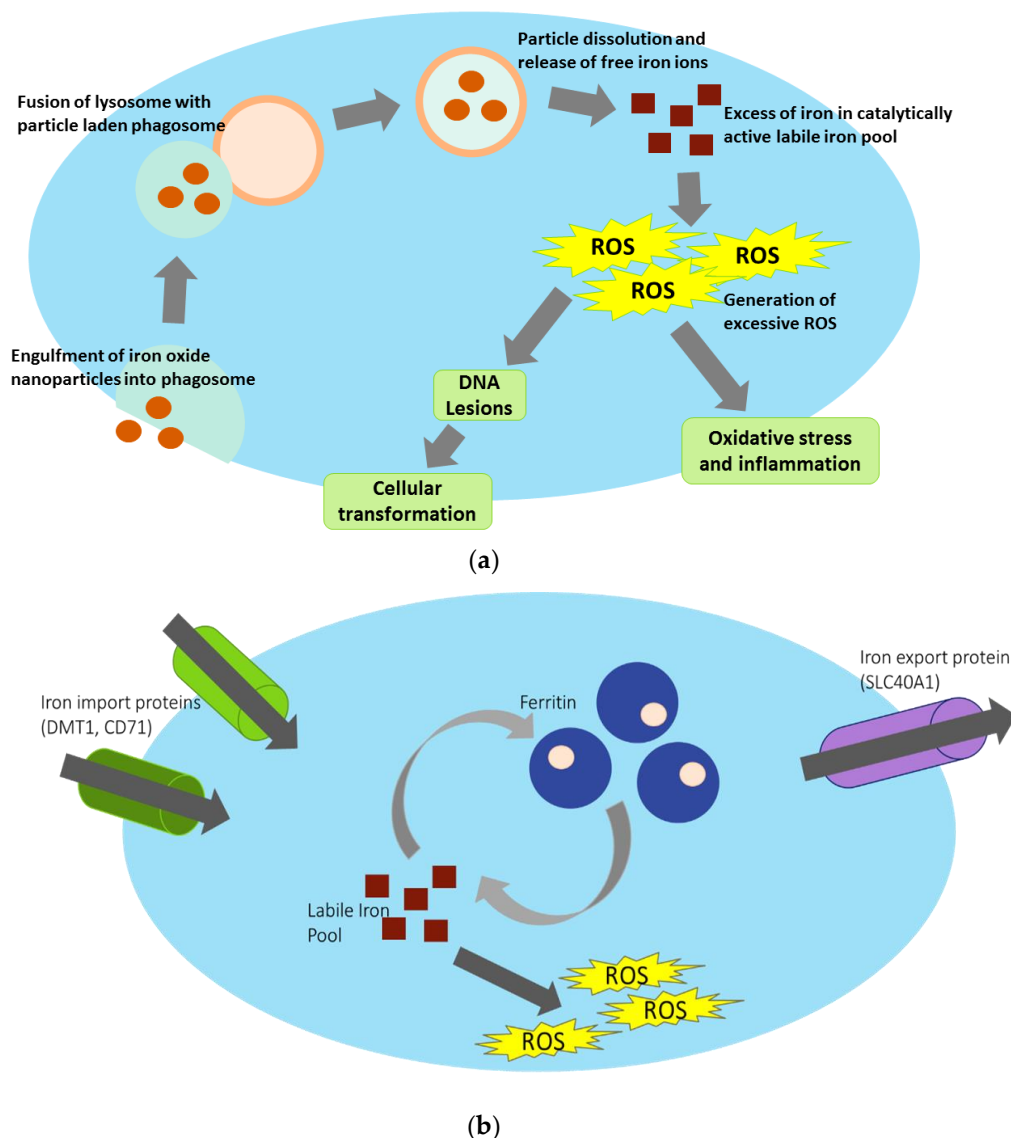 Particle dissolution and
release of free iron ions
Fusion of lysosome with
particle laden phagosome
Excess of iron in catalytically
active labile iron pool
ROS
ROS
ROS
Generation of
excessive ROS
Engulfment of iron oxide
nanoparticles into phagosome
DNA
Lesions
Oxidative stress
and inflammation
Cellular
transformation
(a)
Iron export protein
(SLC40A1)
Iron import proteins
(DMT1, CD71)
Ferritin
Labile Iron
Pool
ROS
ROS
ROS
(b)